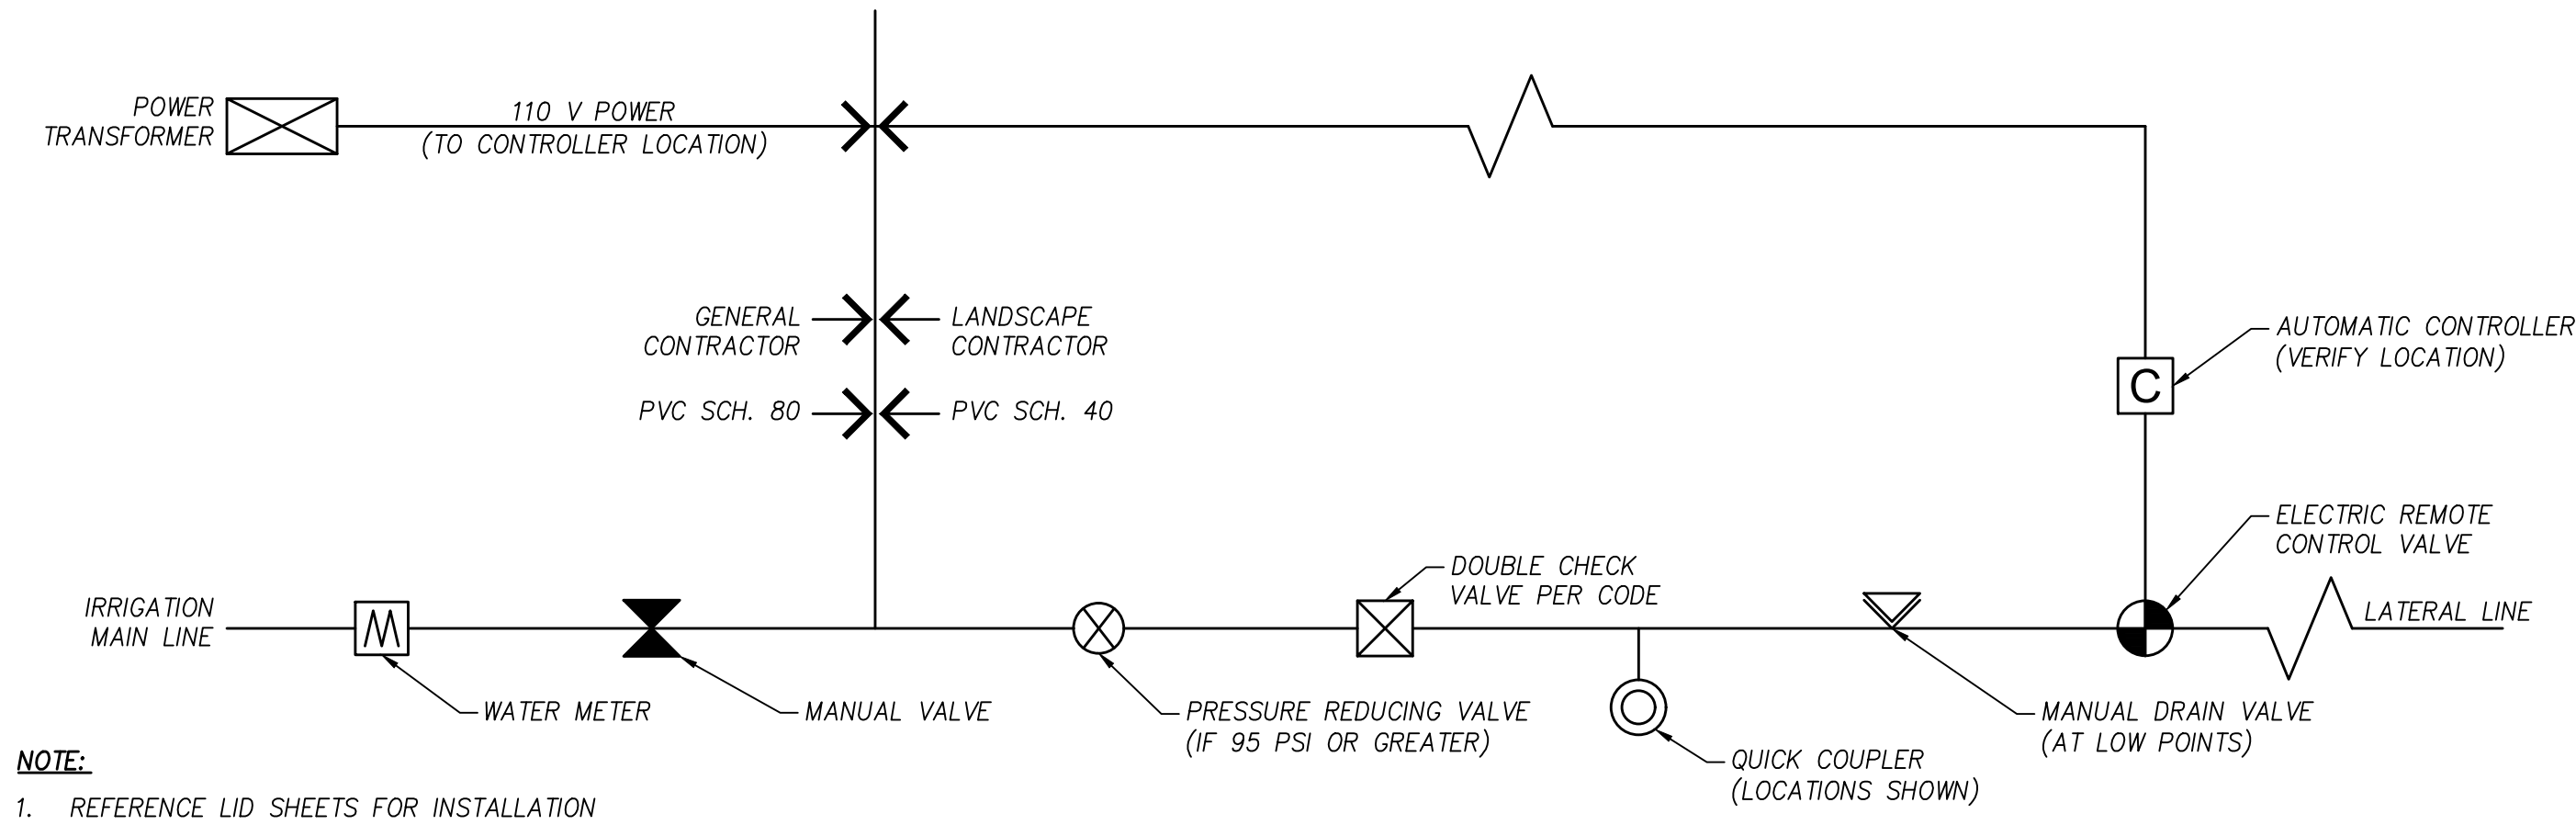 POWER
TRANSFORMER
110 V POWER
(TO CONTROLLER LOCATION)
GENERAL
CONTRACTOR
LANDSCAPE
CONTRACTOR
PVC SCH. 80
PVC SCH. 40
C
AUTOMATIC CONTROLLER
(VERIFY LOCATION)
ELECTRIC REMOTE
CONTROL VALVE
DOUBLE CHECK
VALVE PER CODE
IRRIGATION
MAIN LINE
M
LATERAL LINE
WATER METER
MANUAL VALVE
PRESSURE REDUCING VALVE
(IF 95 PSI OR GREATER)
QUICK COUPLER
(LOCATIONS SHOWN)
MANUAL DRAIN VALVE
(AT LOW POINTS)
NOTE:
1. REFERENCE LID SHEETS FOR INSTALLATION